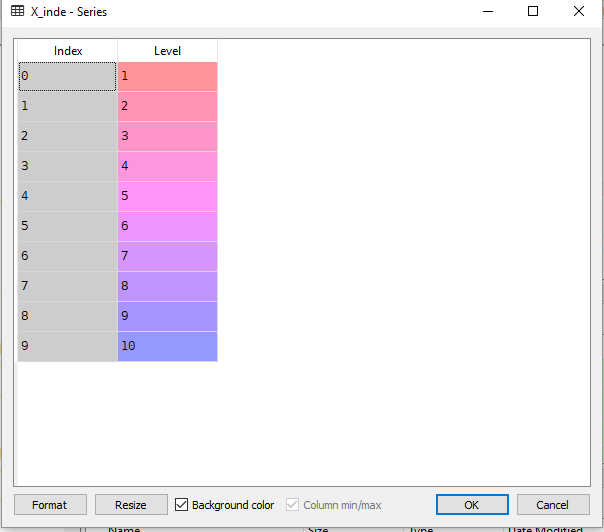 X_inde - Series
Index Level
0 1
1 2
2 3
3 4
4 5
5 6
6 7
7 8
8 9
9 10
Format Resize Background color Column min/max OK Cancel
Name Size Type Date Modified